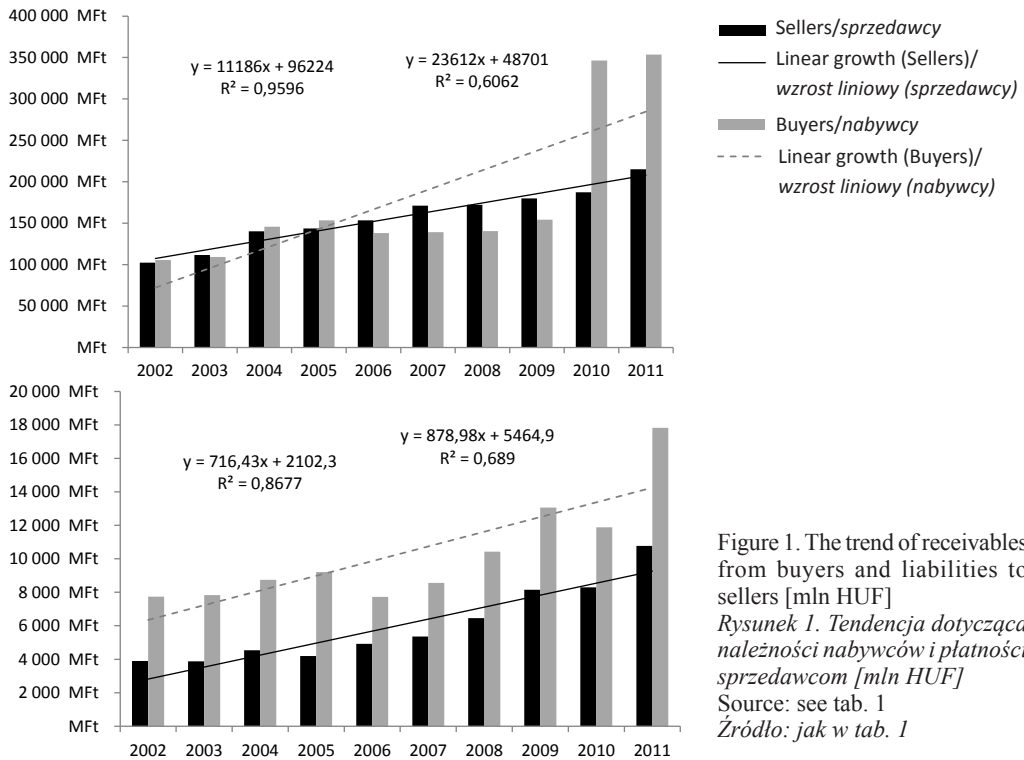 400 000 MFt
350 000 MFt
300 000 MFt
250 000 MFt
200 000 MFt
150 000 MFt
100 000 MFt
50 000 MFt
MFt
y = 11186x + 96224
R² = 0,9596
y = 23612x + 48701
R² = 0,6062
2002 2003 2004 2005 2006 2007 2008 2009 2010 2011
Sellers/sprzedawcy
Linear growth (Sellers)/
wzrost liniowy (sprzedawcy)
Buyers/nabywcy
Linear growth (Buyers)/
wzrost liniowy (nabywcy)
20 000 MFt
18 000 MFt
16 000 MFt
14 000 MFt
12 000 MFt
10 000 MFt
8 000 MFt
6 000 MFt
4 000 MFt
2 000 MFt
MFt
y = 716,43x + 2102,3
R² = 0,8677
y = 878,98x + 5464,9
R² = 0,689
2002 2003 2004 2005 2006 2007 2008 2009 2010 2011
Figure 1. The trend of receivables
from buyers and liabilities to
sellers [mln HUF]
Rysunek 1. Tendencja dotycząca
należności nabywców i płatności
sprzedawcom [mln HUF]
Source: see tab. 1
Źródło: jak w tab. 1